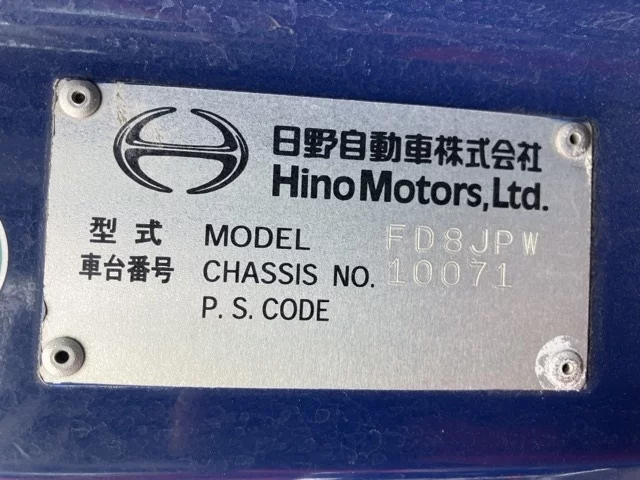 日野自動車株式会社
Hino Motors, Ltd.
型式 MODEL FD8JPW
車台番号 CHASSIS NO. 10071
P. S. CODE